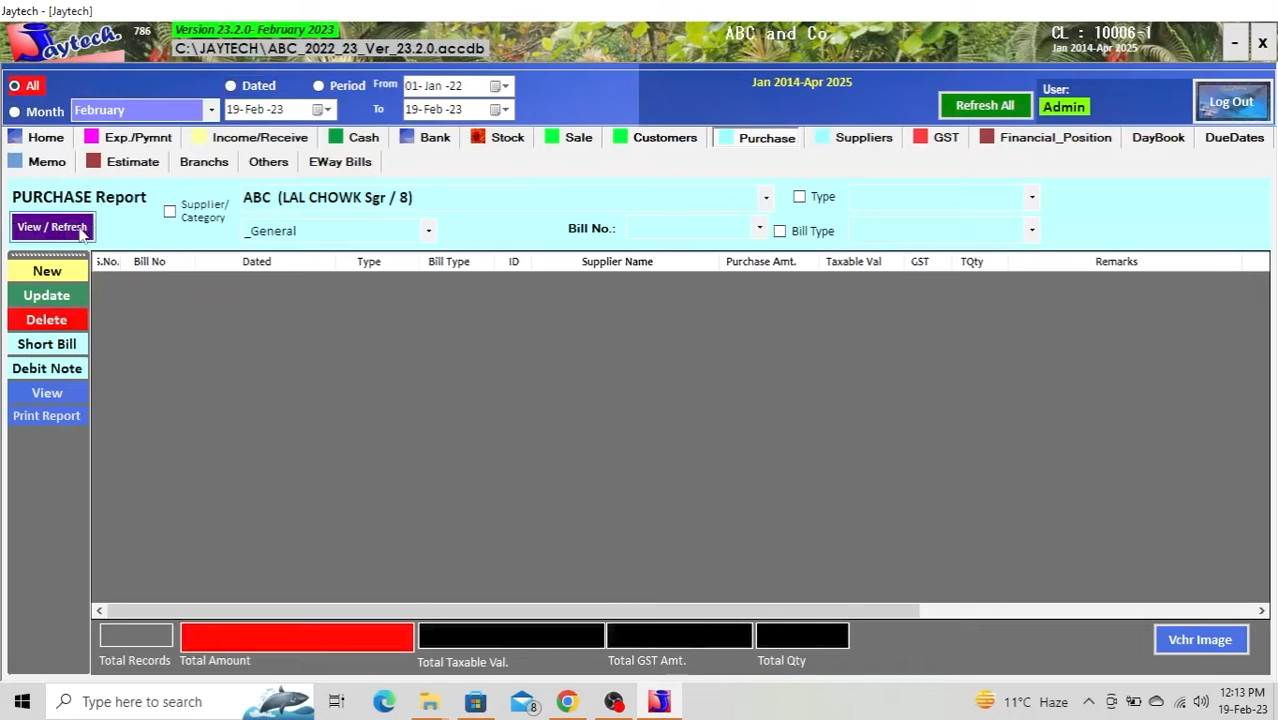 Jaytech - [Jaytech]
Jaytech.
786
Version 23.2.0- February 2023
C:\JAYTECH\ABC_2022_23_Ver_23.2.0.accdb
ABC and Co.
CL : 10006-1
Jan 2014-Apr 2025
- x
All Dated Period From 01- Jan -22
Month February 19-Feb -23 To 19-Feb -23
Jan 2014-Apr 2025
Refresh All
User:
Admin
Log Out
Home Exp./Pymnt Income/Receive Cash Bank Stock Sale Customers Purchase Suppliers GST Financial_Position DayBook DueDates
Memo Estimate Branchs Others EWay Bills
PURCHASE Report
Supplier/
Category
ABC (LAL CHOWK Sgr / 8)
Type
View / Refresh
_General
Bill No.:
Bill Type
S.No. Bill No Dated Type Bill Type ID Supplier Name Purchase Amt. Taxable Val GST TQty Remarks
New
Update
Delete
Short Bill
Debit Note
View
Print Report
Total Records Total Amount Total Taxable Val. Total GST Amt. Total Qty
Vchr Image
Type here to search
8
11°C Haze
12:13 PM
19-Feb-23